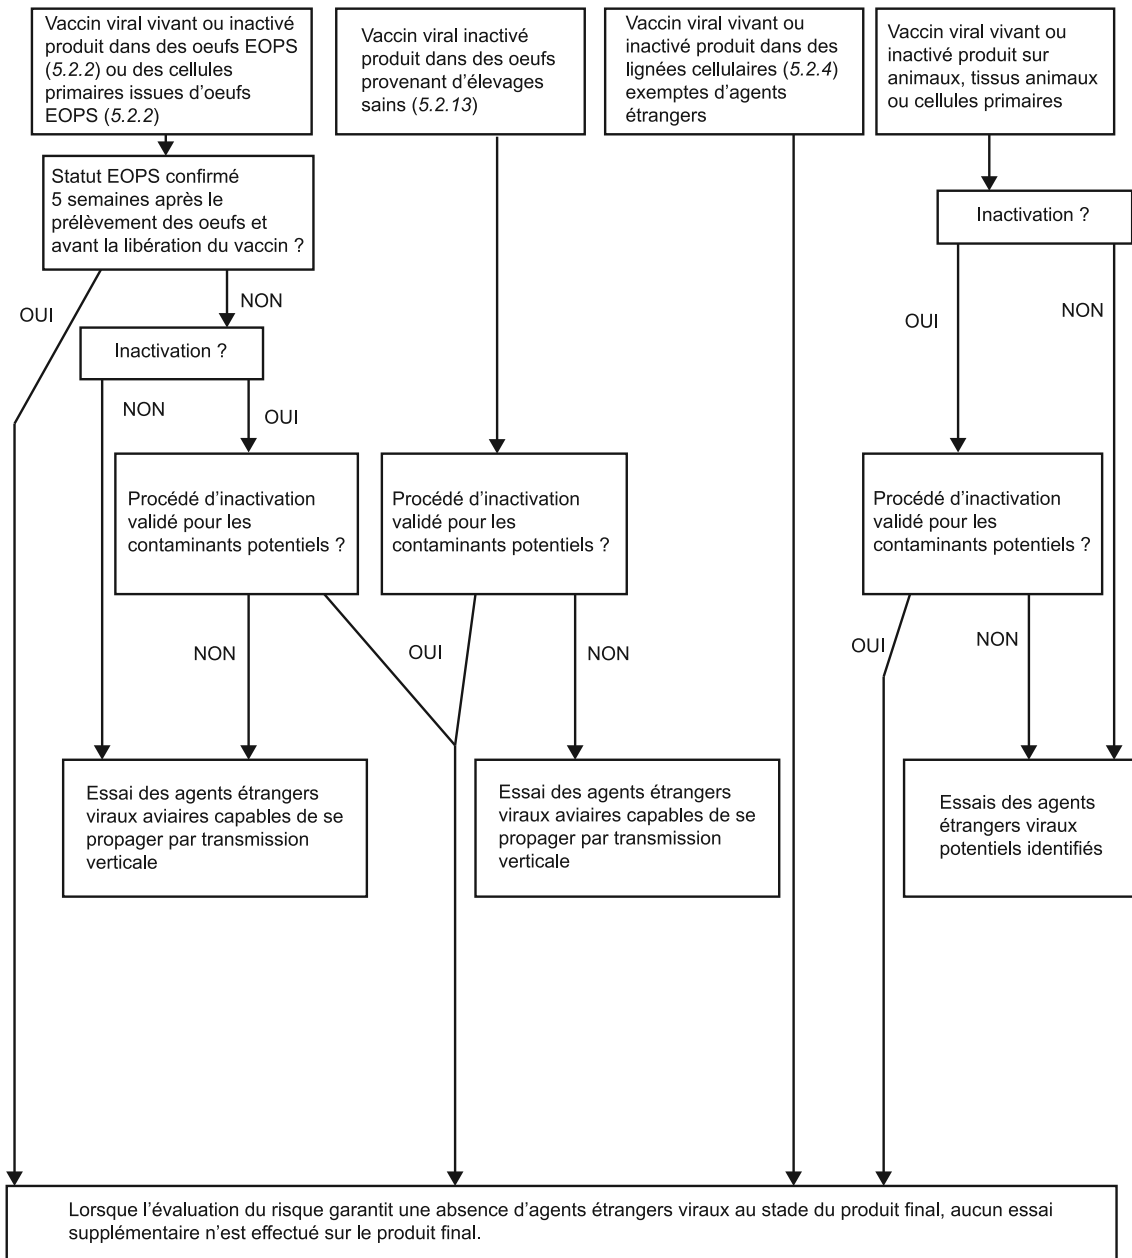 Vaccin viral vivant ou inactivé
produit dans des oeufs EOPS
(5.2.2) ou des cellules
primaires issues d'oeufs
EOPS (5.2.2)
Vaccin viral inactivé
produit dans des oeufs
provenant d'élevages
sains (5.2.13)
Vaccin viral vivant ou
inactivé produit dans des
lignées cellulaires (5.2.4)
exemptes d'agents
étrangers
Vaccin viral vivant ou
inactivé produit sur
animaux, tissus animaux
ou cellules primaires
Statut EOPS confirmé
5 semaines après le
prélèvement des oeufs et
avant la libération du vaccin ?
Inactivation ?
OUI
NON
OUI
NON
Inactivation ?
NON
OUI
Procédé d'inactivation
validé pour les
contaminants potentiels ?
Procédé d'inactivation
validé pour les
contaminants potentiels ?
Procédé d'inactivation
validé pour les
contaminants potentiels ?
NON
OUI
NON
OUI
NON
Essai des agents étrangers
viraux aviaires capables de se
propager par transmission
verticale
Essai des agents étrangers
viraux aviaires capables de se
propager par transmission
verticale
Essais des agents
étrangers viraux
potentiels identifiés
Lorsque l'évaluation du risque garantit une absence d'agents étrangers viraux au stade du produit final, aucun essai
supplémentaire n'est effectué sur le produit final.